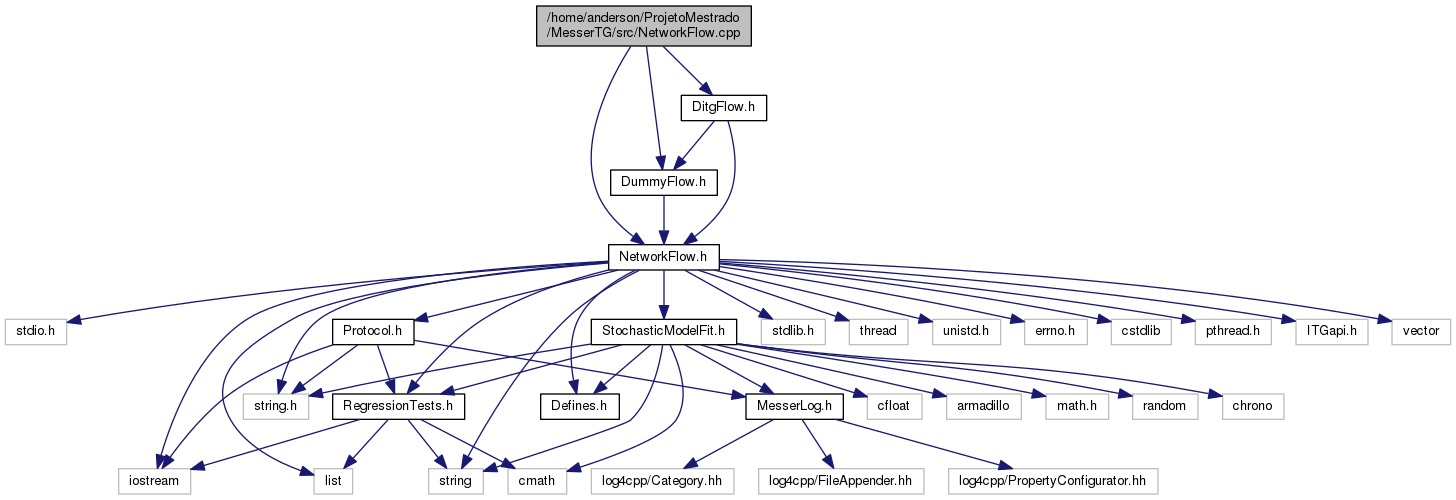 /home/anderson/ProjetoMestrado
/MesserTG/src/NetworkFlow.cpp
DitgFlow.h
DummyFlow.h
NetworkFlow.h
stdio.h
Protocol.h
StochasticModelFit.h
stdlib.h
thread
unistd.h
errno.h
cstdlib
pthread.h
ITGapi.h
vector
string.h
RegressionTests.h
Defines.h
MesserLog.h
cfloat
armadillo
math.h
random
chrono
iostream
list
string
cmath
log4cpp/Category.hh
log4cpp/FileAppender.hh
log4cpp/PropertyConfigurator.hh